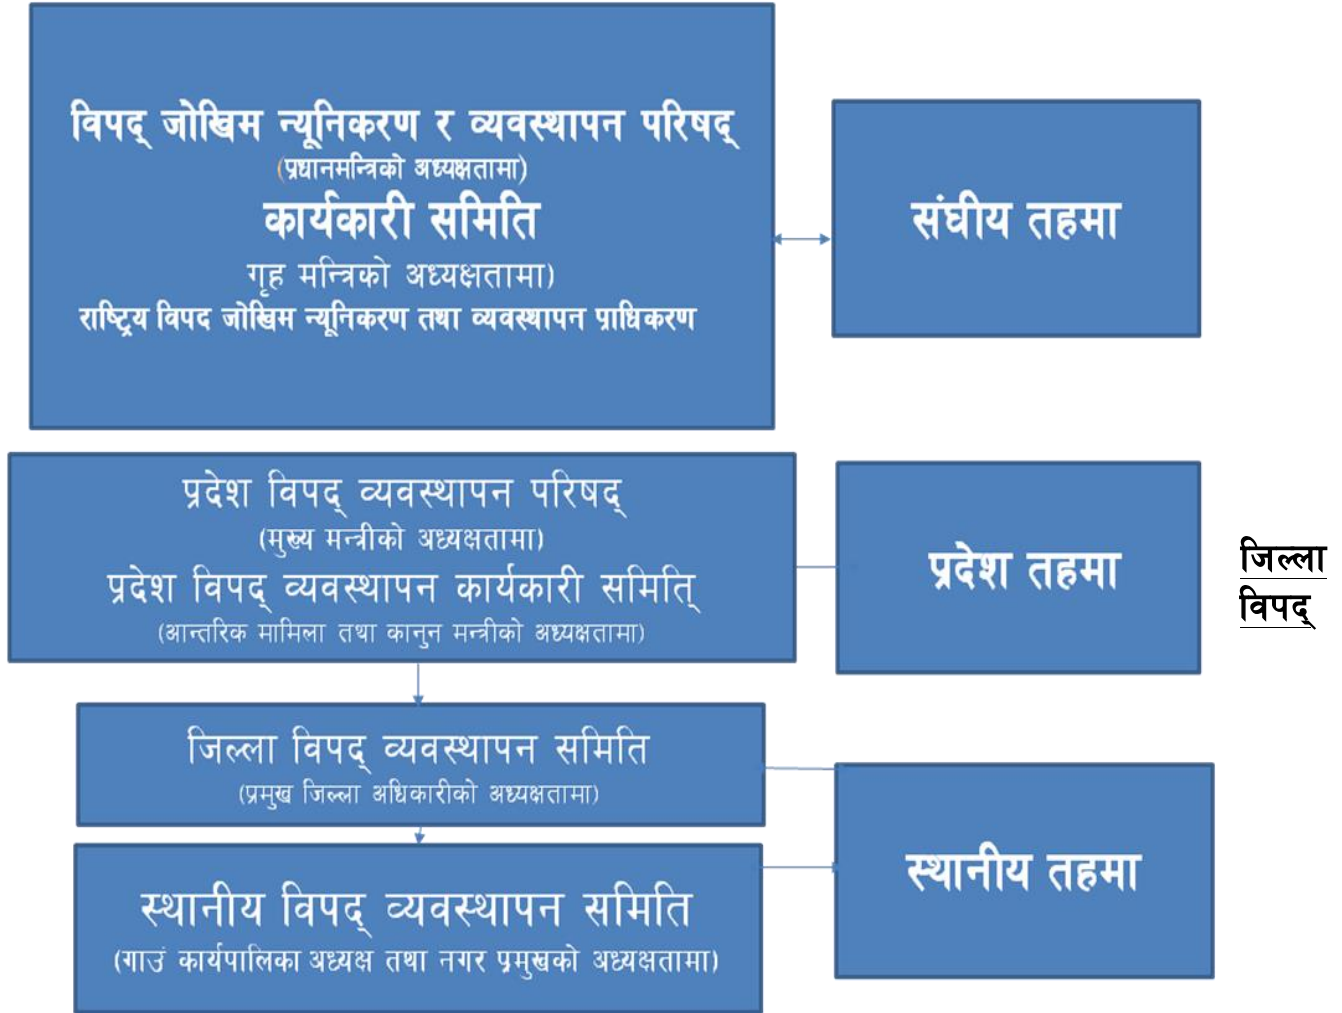 विपद् जोखिम न्यूनिकरण र व्यवस्थापन परिषद्
(प्रधानमन्त्रिको अध्यक्षतामा)
कार्यकारी समिति
गृह मन्त्रिको अध्यक्षतामा)
राष्ट्रिय विपद जोखिम न्यूनिकरण तथा व्यवस्थापन प्राधिकरण
संघीय तहमा
प्रदेश विपद् व्यवस्थापन परिषद्
(मुख्य मन्त्रीको अध्यक्षतामा)
प्रदेश विपद् व्यवस्थापन कार्यकारी समिति्
(आन्तरिक मामिला तथा कानुन मन्त्रीको अध्यक्षतामा)
प्रदेश तहमा
जिल्ला
विपद्
जिल्ला विपद् व्यवस्थापन समिति
(प्रमुख जिल्ला अधिकारीको अध्यक्षतामा)
स्थानीय विपद् व्यवस्थापन समिति
(गाउं कार्यपालिका अध्यक्ष तथा नगर प्रमुखको अध्यक्षतामा)
स्थानीय तहमा